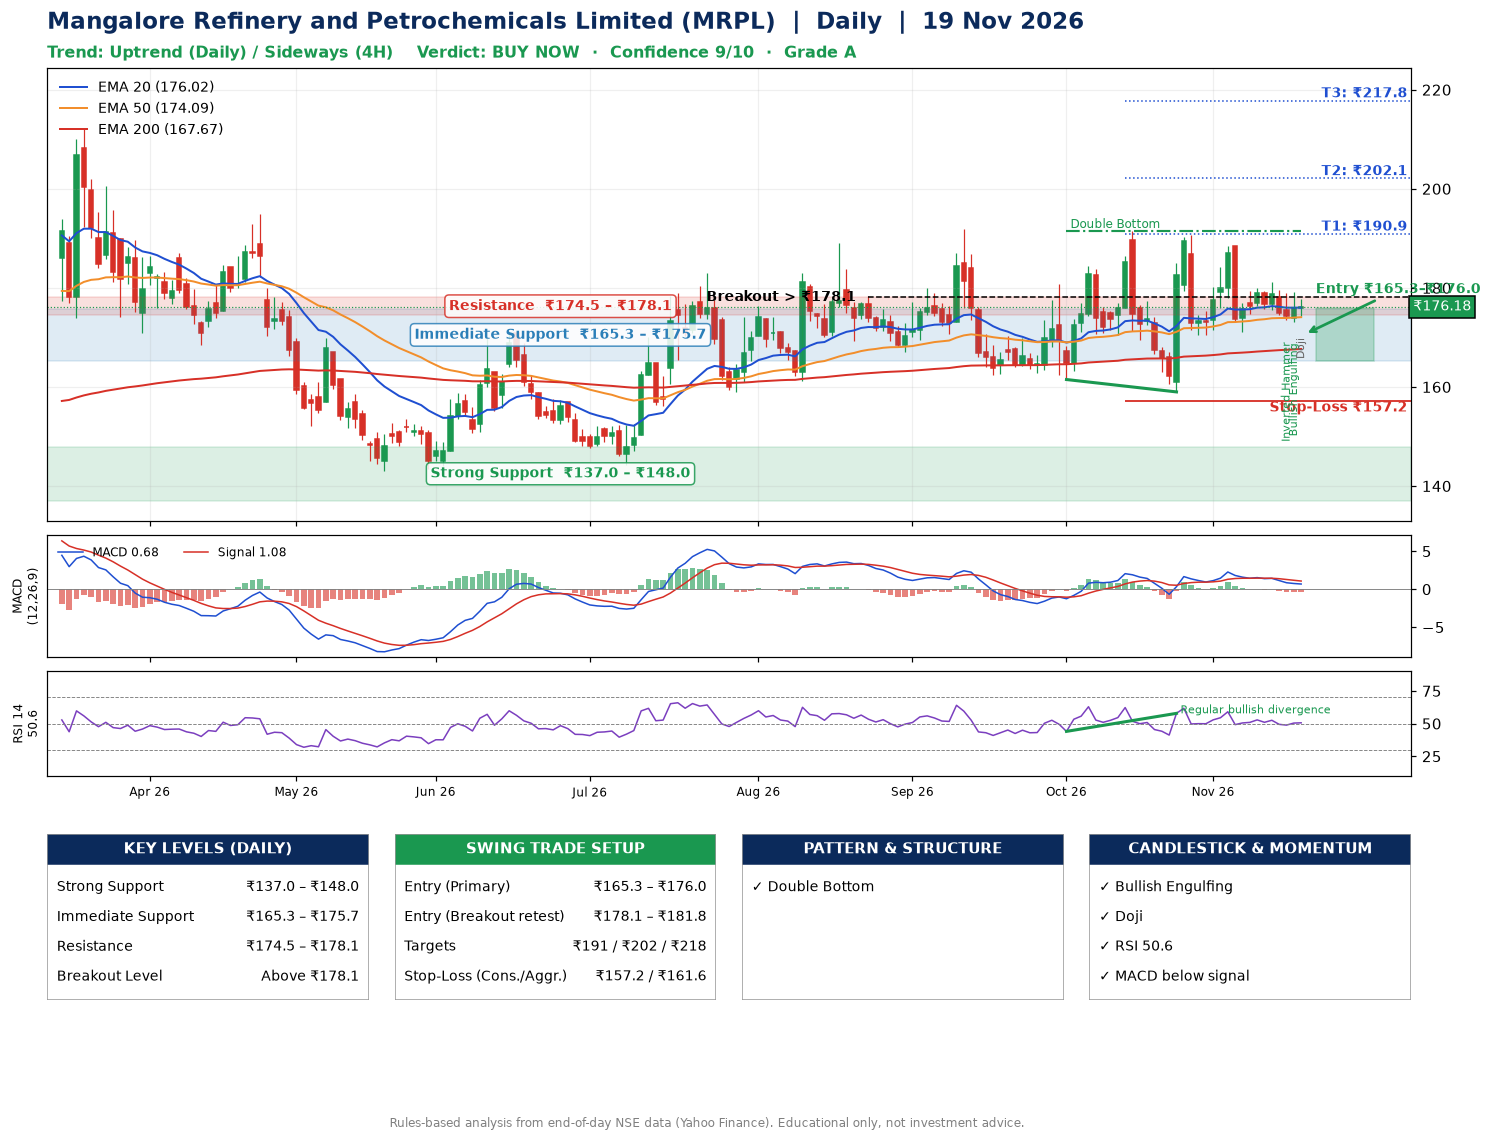 Mangalore Refinery and Petrochemicals Limited (MRPL) | Daily | 19 Nov 2026
Trend: Uptrend (Daily) / Sideways (4H) Verdict: BUY NOW · Confidence 9/10 · Grade A
EMA 20 (176.02)
EMA 50 (174.09)
EMA 200 (167.67)
T3: ₹217.8
T2: ₹202.1
T1: ₹190.9
Double Bottom
Entry ₹165.3–₹176.0
Breakout > ₹178.1
Resistance ₹174.5 – ₹178.1
Immediate Support ₹165.3 – ₹175.7
Strong Support ₹137.0 – ₹148.0
Stop-Loss ₹157.2
Inverted Hammer
Bullish Engulfing
Doji
220
200
180
₹176.18
160
140
MACD 0.68 Signal 1.08
MACD
(12,26,9)
5
0
−5
RSI 14
50.6
Regular bullish divergence
75
50
25
Apr 26 May 26 Jun 26 Jul 26 Aug 26 Sep 26 Oct 26 Nov 26
KEY LEVELS (DAILY)
Strong Support ₹137.0 – ₹148.0
Immediate Support ₹165.3 – ₹175.7
Resistance ₹174.5 – ₹178.1
Breakout Level Above ₹178.1
SWING TRADE SETUP
Entry (Primary) ₹165.3 – ₹176.0
Entry (Breakout retest) ₹178.1 – ₹181.8
Targets ₹191 / ₹202 / ₹218
Stop-Loss (Cons./Aggr.) ₹157.2 / ₹161.6
PATTERN & STRUCTURE
✓ Double Bottom
CANDLESTICK & MOMENTUM
✓ Bullish Engulfing
✓ Doji
✓ RSI 50.6
✓ MACD below signal
Rules-based analysis from end-of-day NSE data (Yahoo Finance). Educational only, not investment advice.